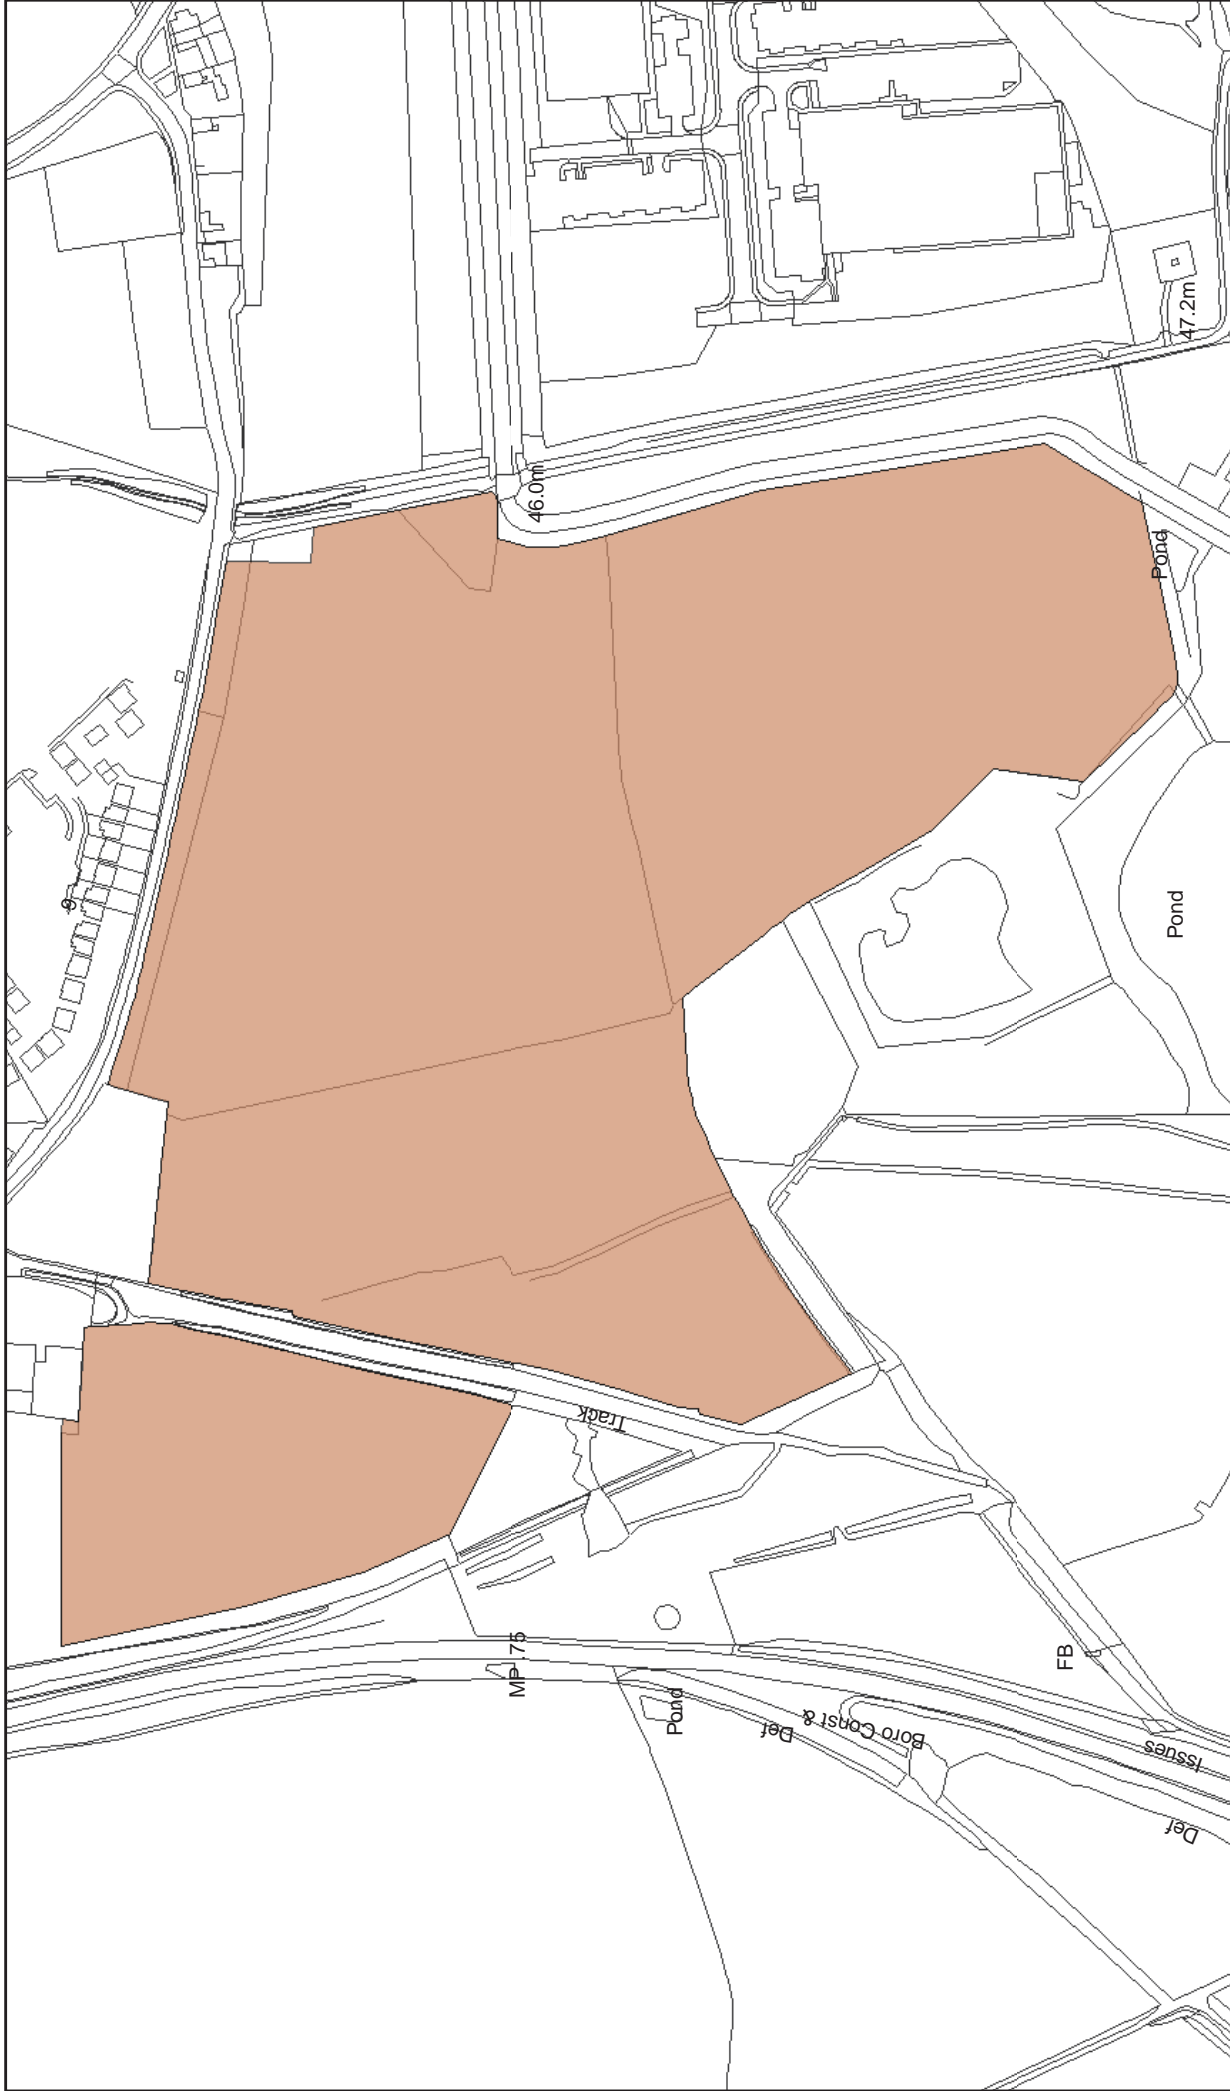 9
46.0m
47.2m
Pond
Pond
Track
MP .75
Pond
Def
Boro Const &
FB
Issues
Def